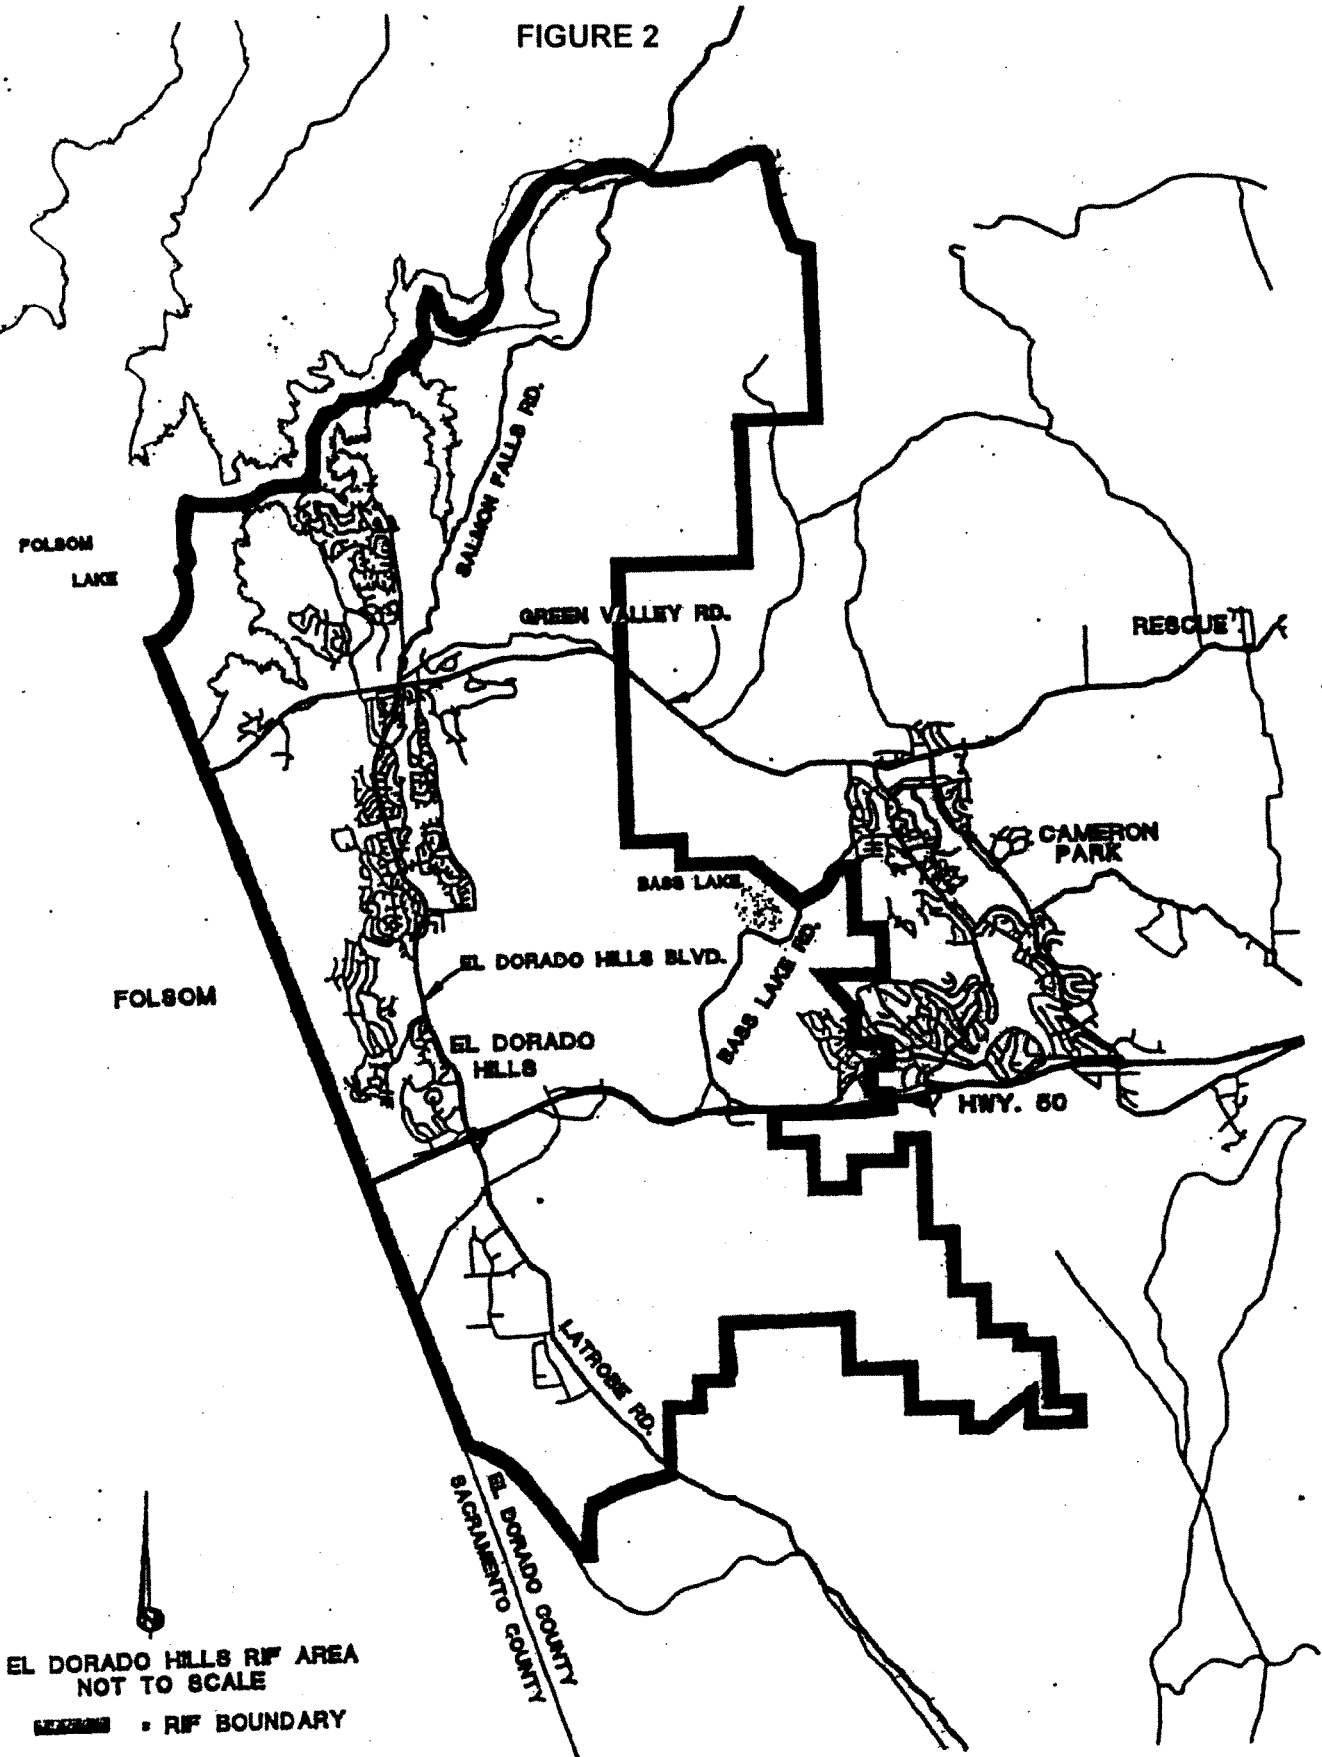 FIGURE 2
SALMON FALLS RD.
FOLSOM
LAKE
GREEN VALLEY RD.
RESCUE
CAMERON
PARK
BASS LAKE
BASS LAKE RD.
EL DORADO HILLS BLVD.
FOLSOM
EL DORADO
HILLS
HWY. 50
LATROBE RD.
EL DORADO COUNTY
SACRAMENTO COUNTY
EL DORADO HILLS RIF AREA
NOT TO SCALE
= RIF BOUNDARY